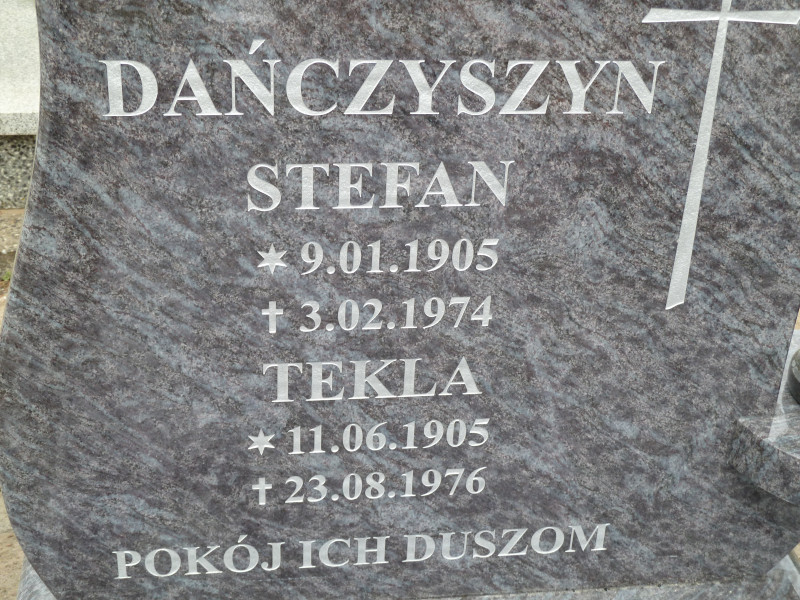 DAŃCZYSZYN
STEFAN
✶ 9.01.1905
✝ 3.02.1974
TEKLA
✶ 11.06.1905
✝ 23.08.1976
POKÓJ ICH DUSZOM